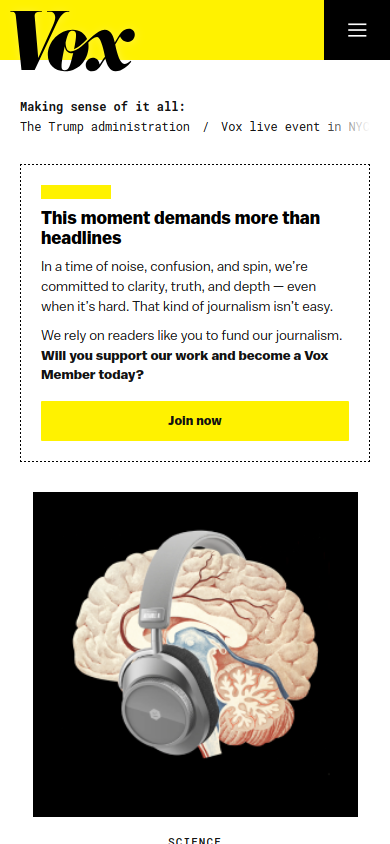 Vox
Making sense of it all:
The Trump administration / Vox live event in NYC
This moment demands more than
headlines
In a time of noise, confusion, and spin, we're
committed to clarity, truth, and depth — even
when it's hard. That kind of journalism isn't easy.
We rely on readers like you to fund our journalism.
Will you support our work and become a Vox
Member today?
Join now
SCIENCE